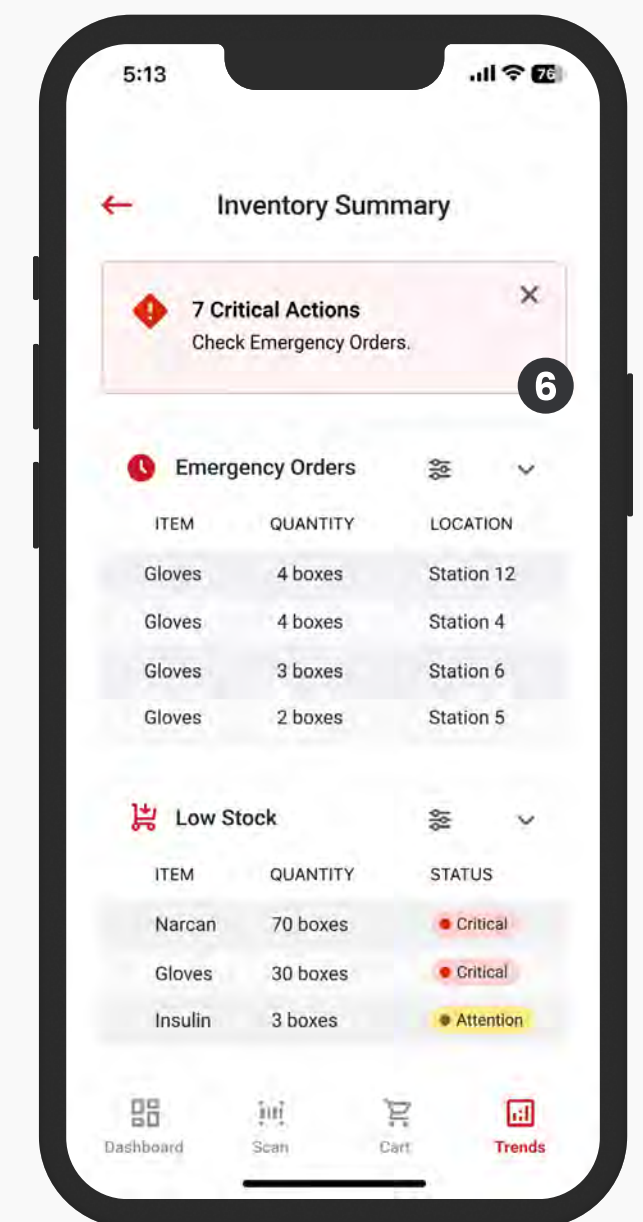 5:13 76
Inventory Summary
7 Critical Actions
Check Emergency Orders.
6
Emergency Orders
ITEM QUANTITY LOCATION
Gloves 4 boxes Station 12
Gloves 4 boxes Station 4
Gloves 3 boxes Station 6
Gloves 2 boxes Station 5
Low Stock
ITEM QUANTITY STATUS
Narcan 70 boxes Critical
Gloves 30 boxes Critical
Insulin 3 boxes Attention
Dashboard Scan Cart Trends